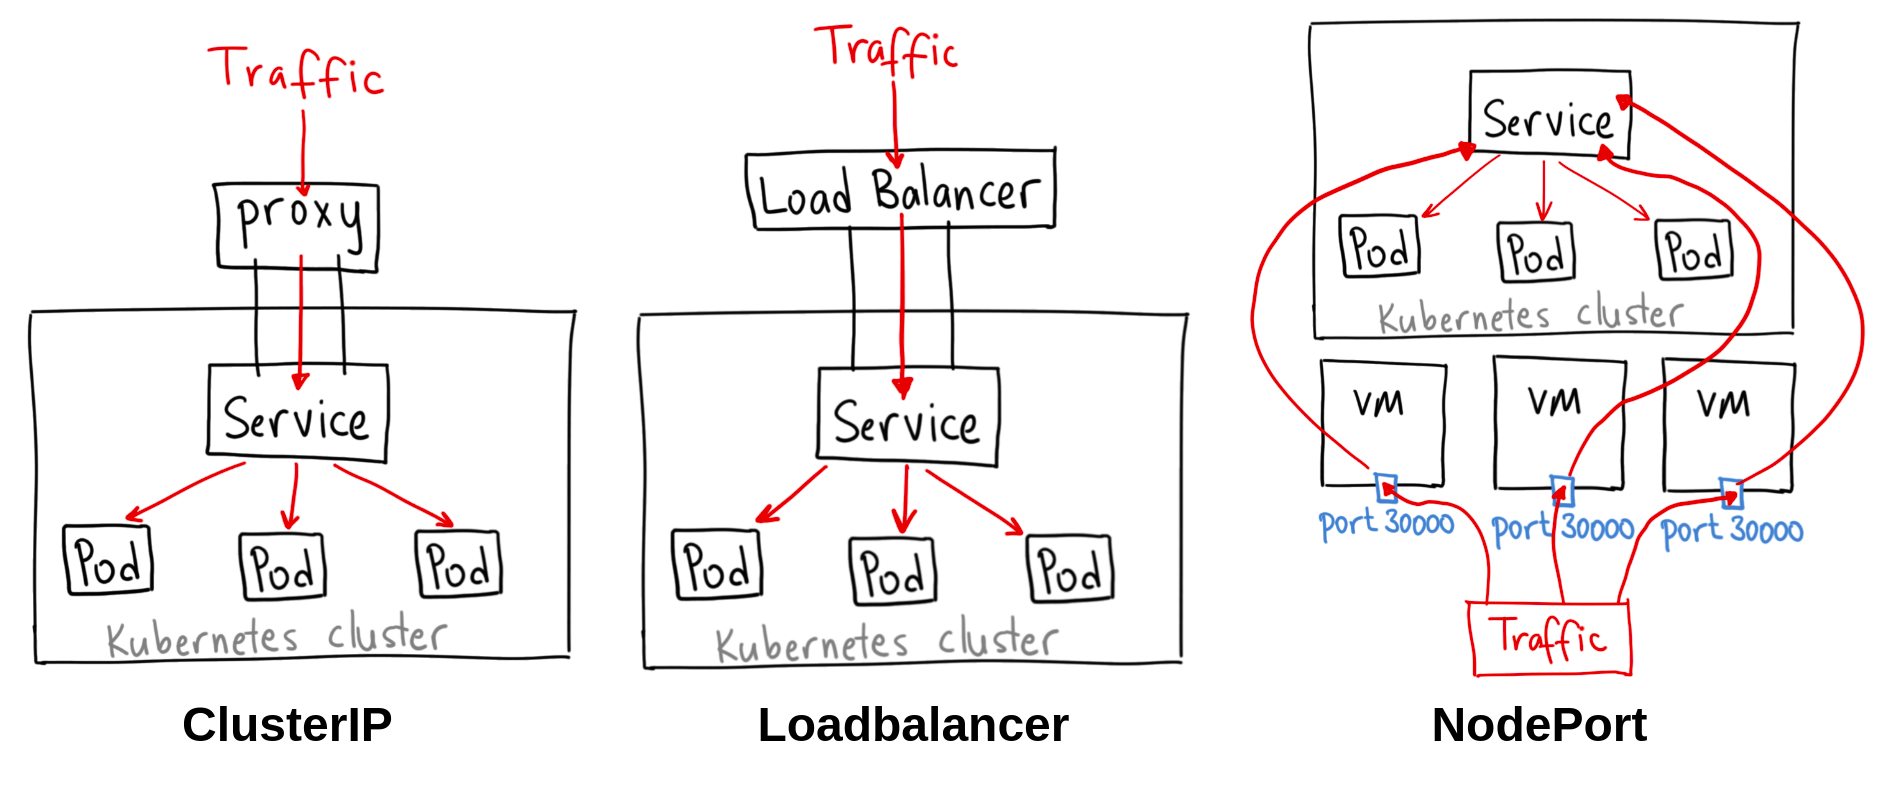 Traffic
proxy
Service
Pod Pod Pod
Kubernetes cluster
ClusterIP
Traffic
Load Balancer
Service
Pod Pod Pod
Kubernetes cluster
Loadbalancer
Service
Pod Pod Pod
Kubernetes cluster
VM VM VM
port 30000 port 30000 port 30000
Traffic
NodePort